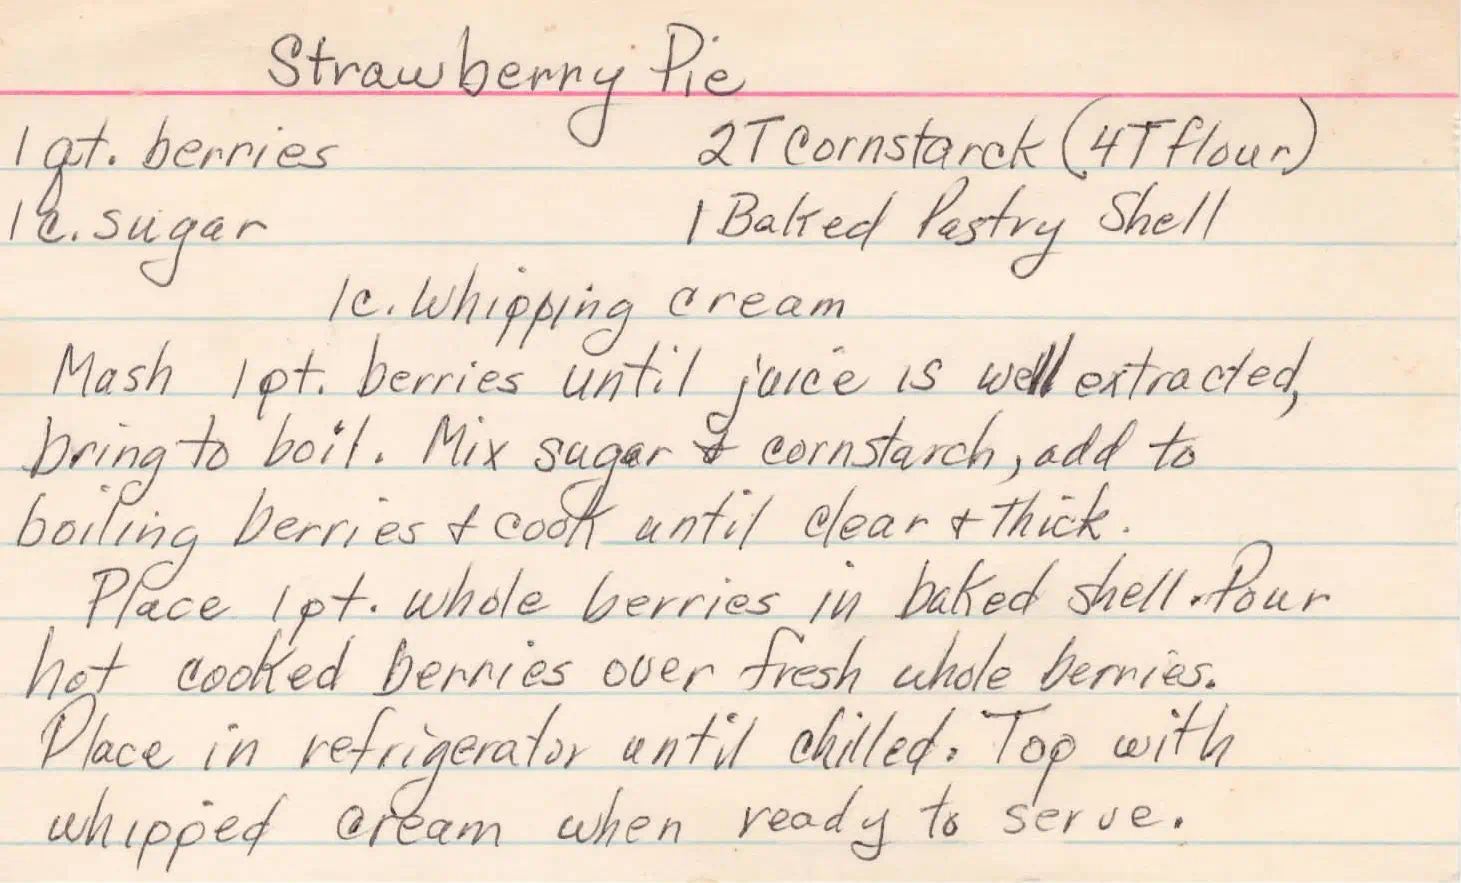 Strawberry Pie
1 qt. berries 2T Cornstarck (4T flour)
1 c. sugar 1 Baked Pastry Shell
1c. Whipping cream
Mash 1 pt. berries until juice is well extracted,
bring to boil. Mix sugar & cornstarch, add to
boiling berries & cook until clear & thick.
Place 1 pt. whole berries in baked shell. Pour
hot cooked berries over fresh whole berries.
Place in refrigerator until chilled. Top with
whipped cream when ready to serve.